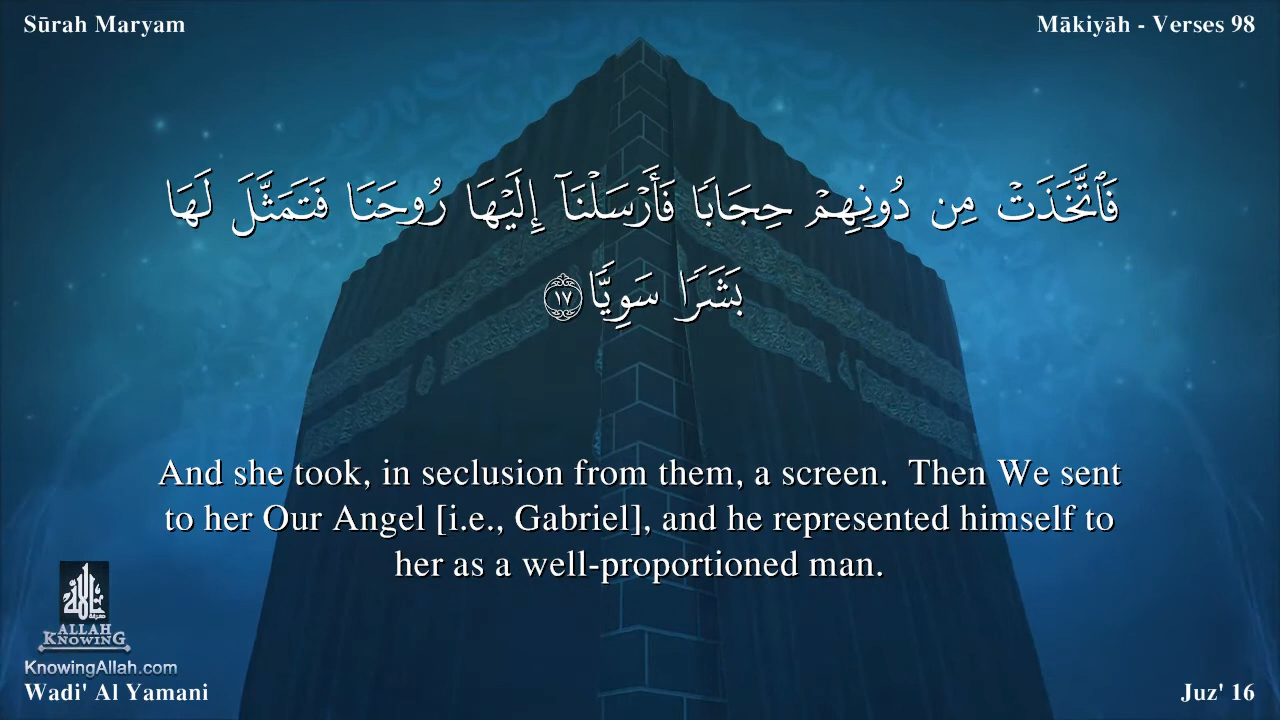 Sūrah Maryam
Mākiyāh - Verses 98
فَٱتَّخَذَتْ مِن دُونِهِمْ حِجَابًا فَأَرْسَلْنَآ إِلَيْهَا رُوحَنَا فَتَمَثَّلَ لَهَا
بَشَرًا سَوِيًّا ١٧
And she took, in seclusion from them, a screen. Then We sent
to her Our Angel [i.e., Gabriel], and he represented himself to
her as a well-proportioned man.
معرفة الله
ALLAH
KNOWING
KnowingAllah.com
Wadi' Al Yamani
Juz' 16